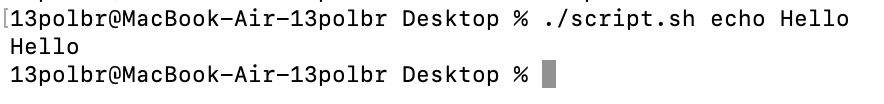 [13polbr@MacBook-Air-13polbr Desktop % ./script.sh echo Hello
Hello
13polbr@MacBook-Air-13polbr Desktop %